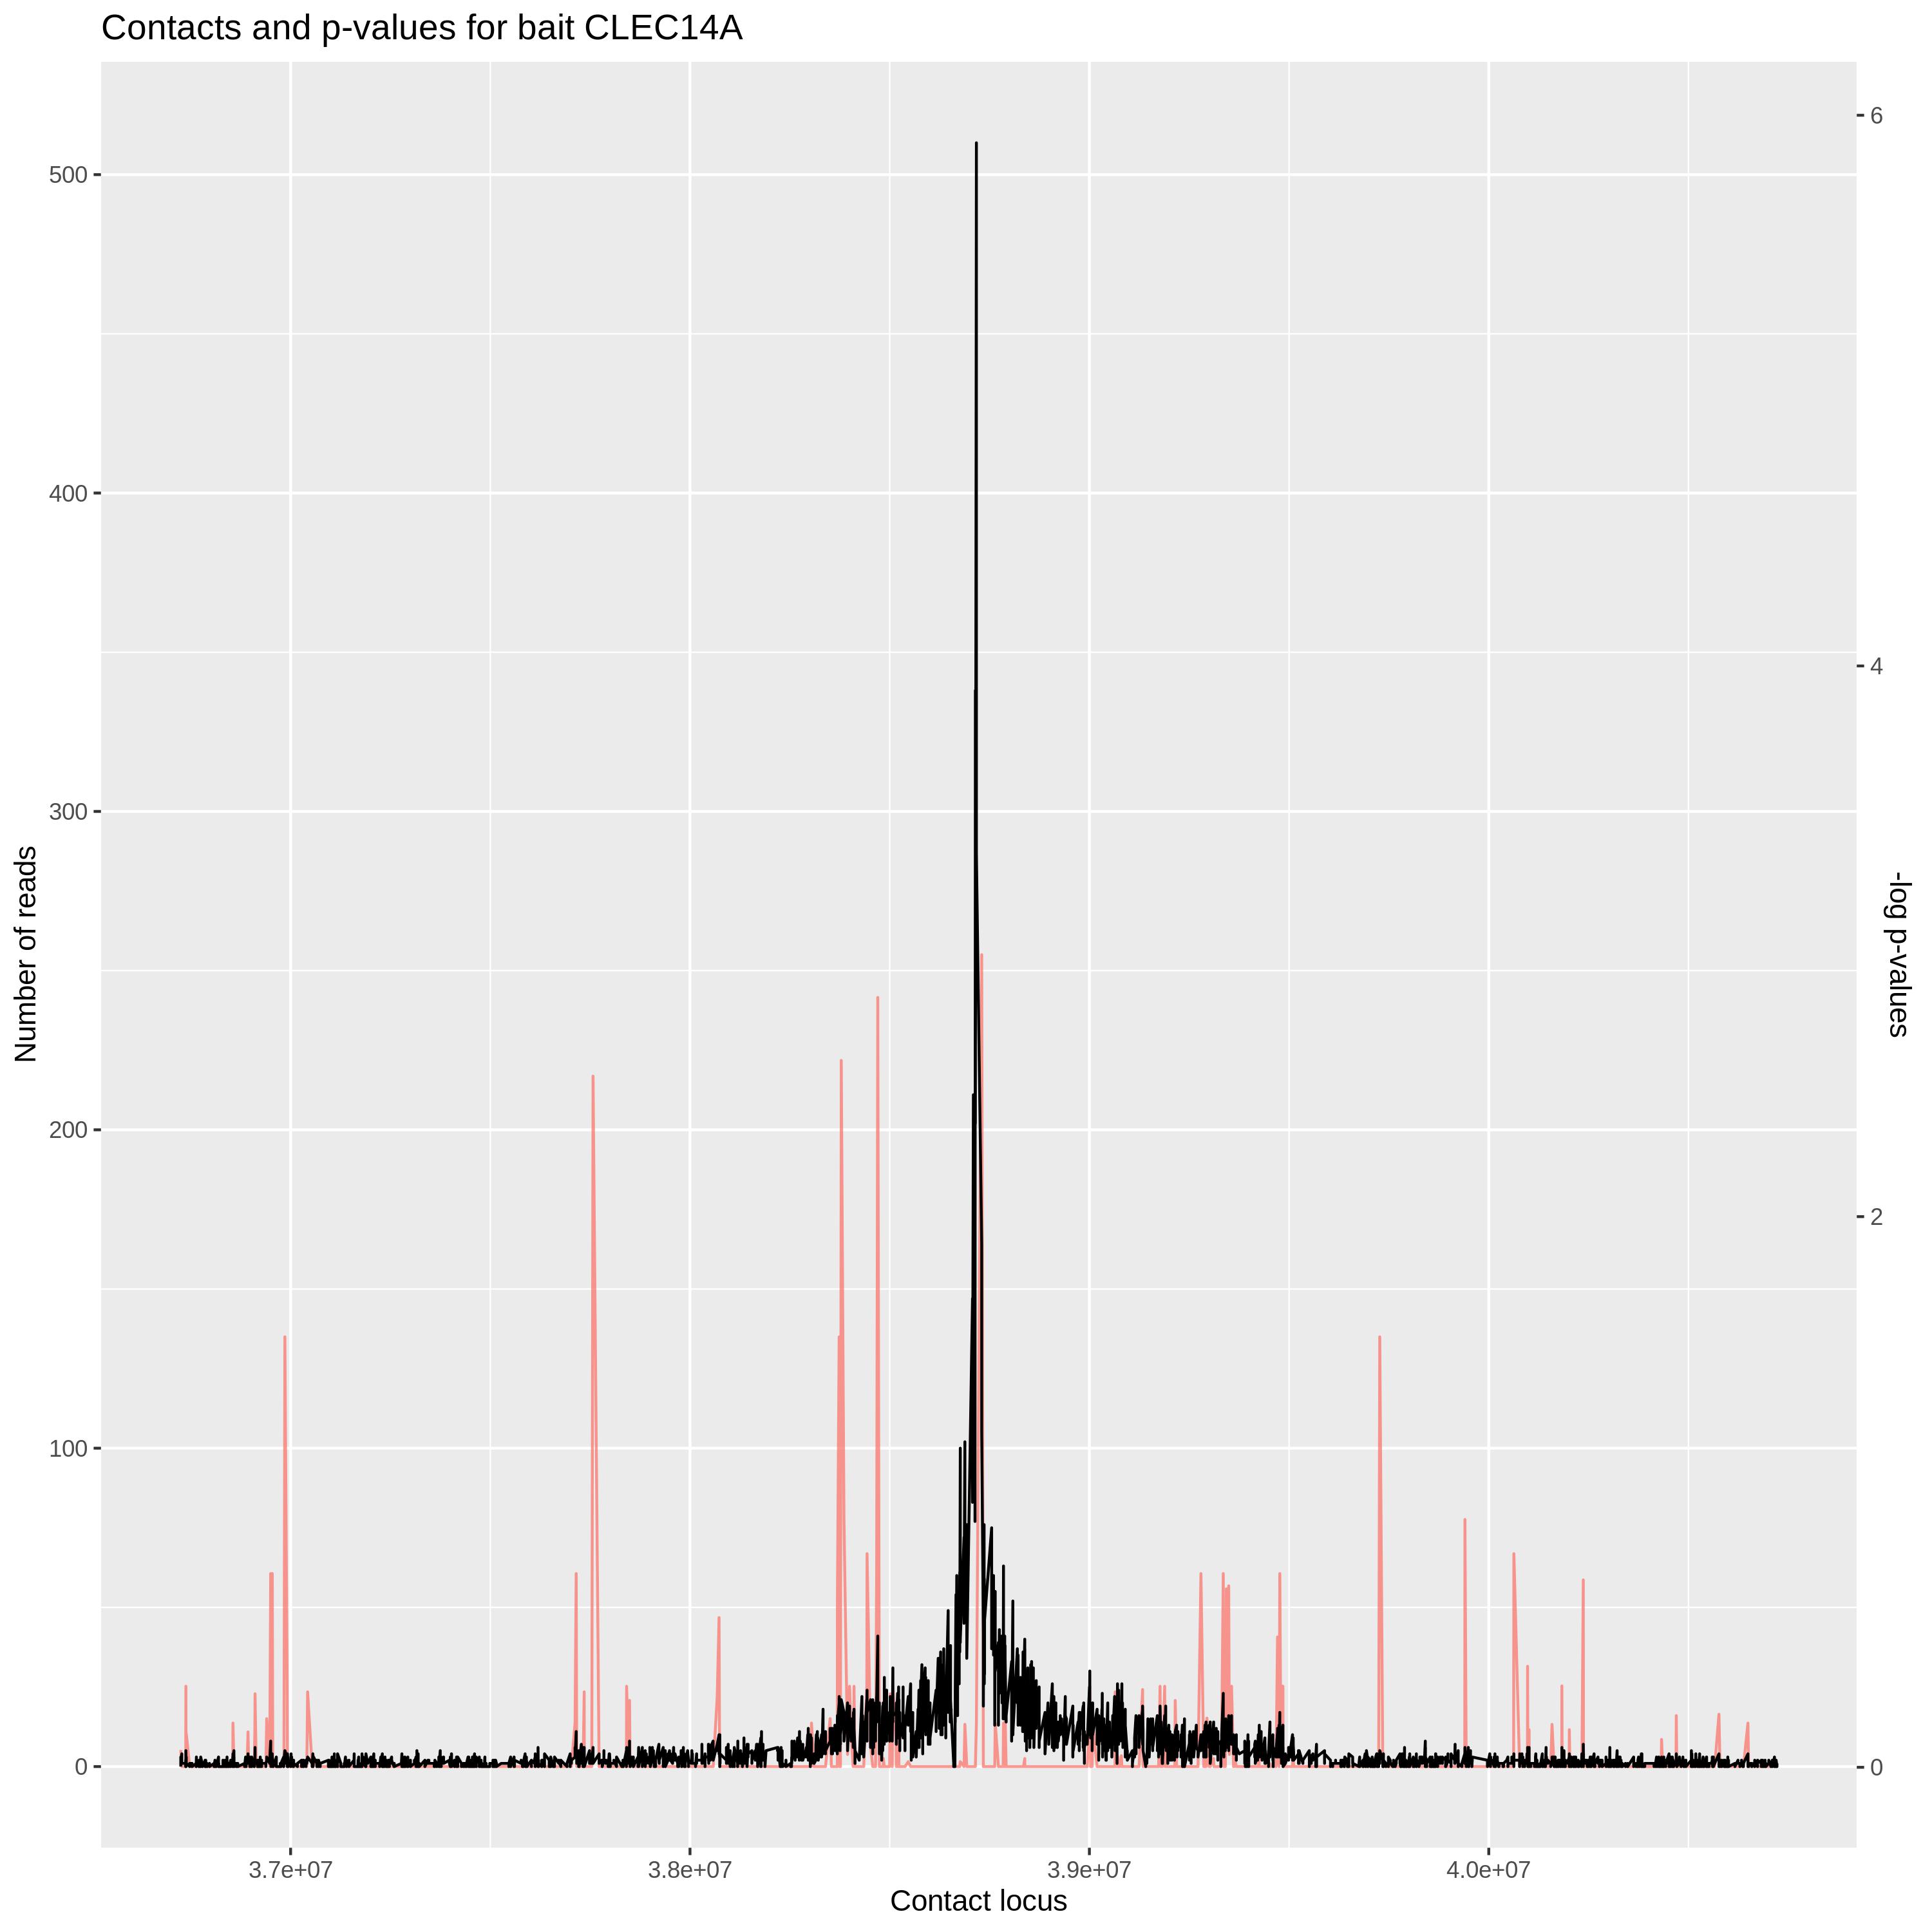 Contacts and p-values for bait CLEC14A
Number of reads
500
400
300
200
100
0
6
4
2
0
-log p-values
3.7e+07 3.8e+07 3.9e+07 4.0e+07
Contact locus